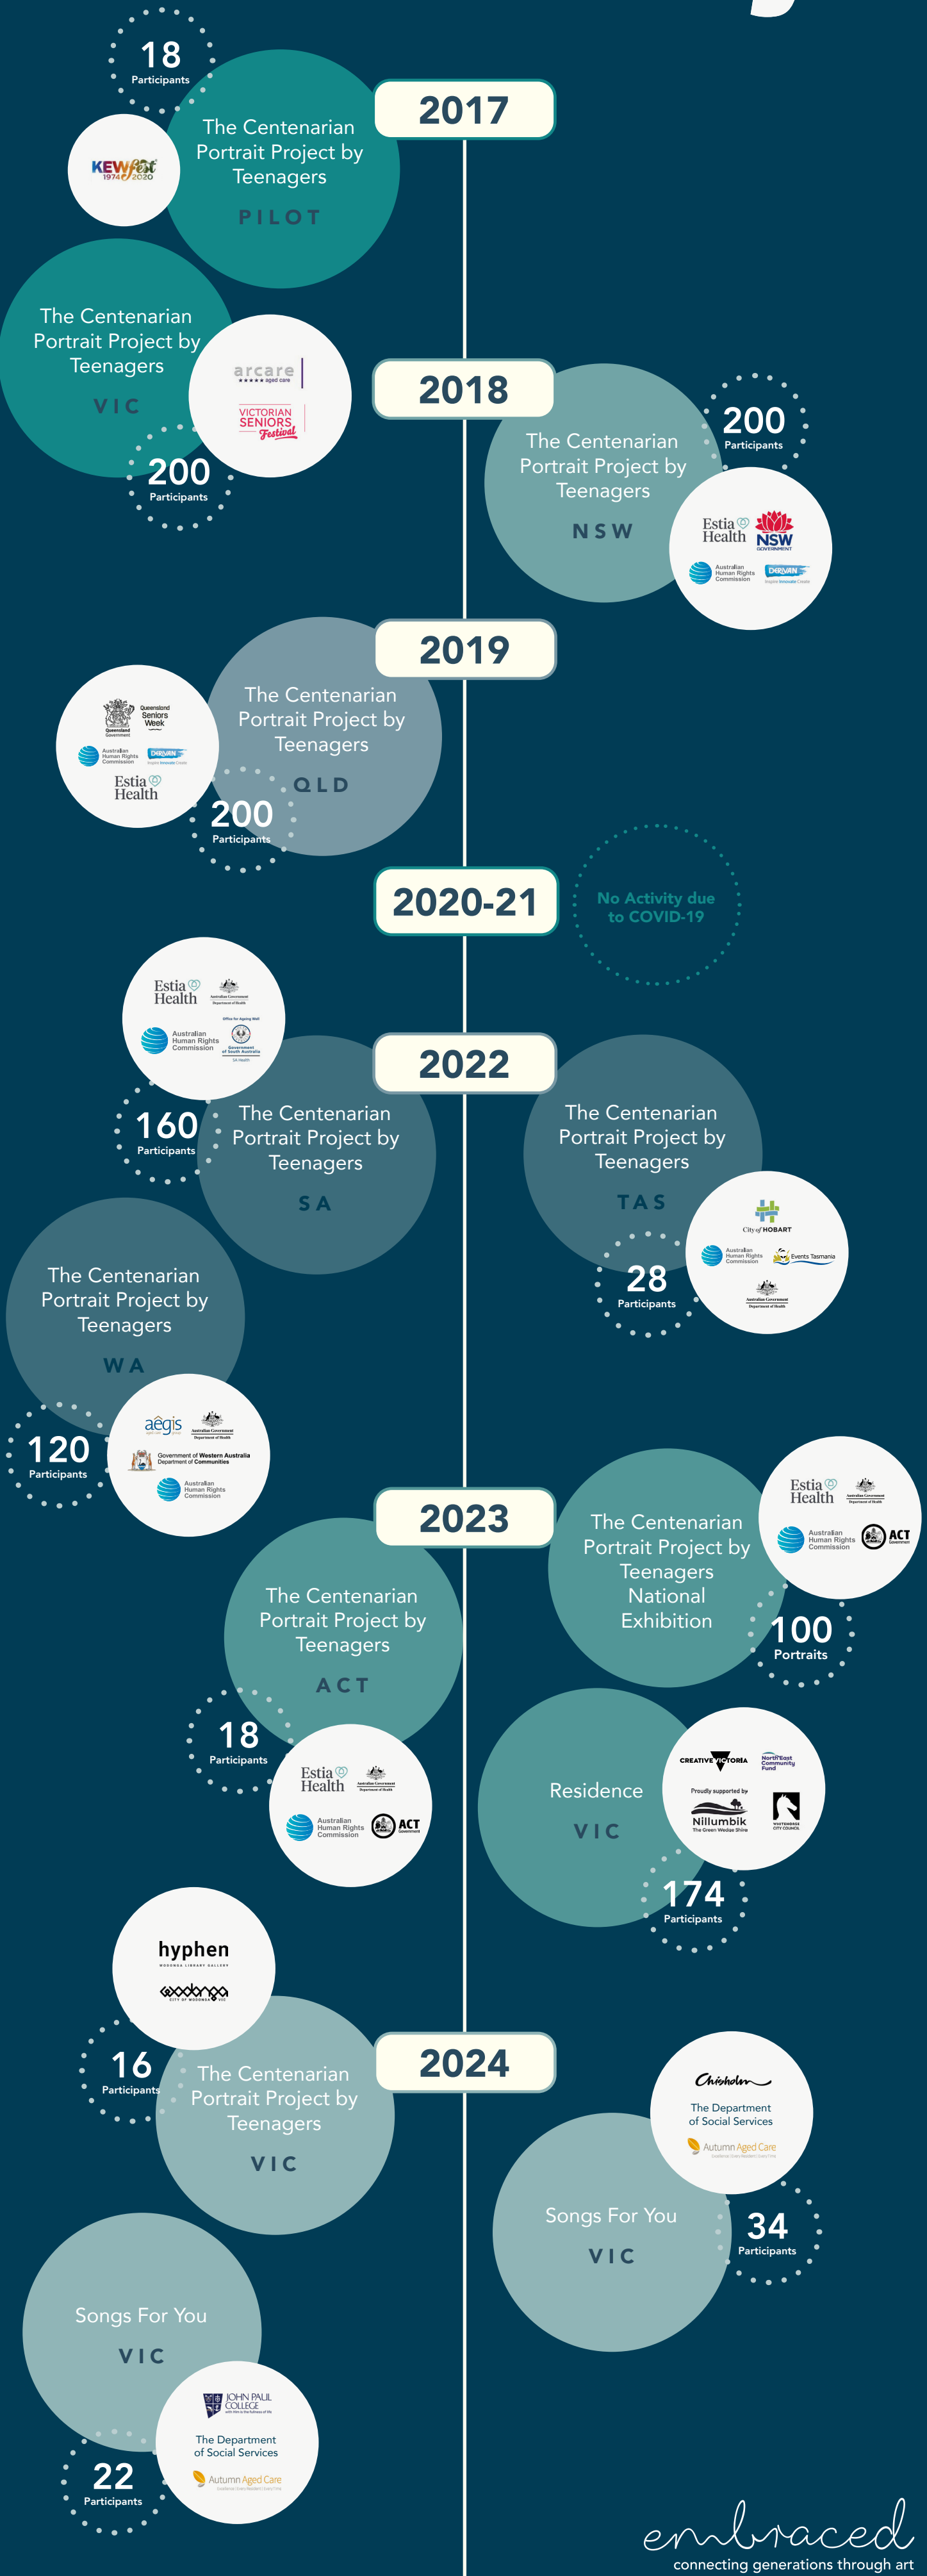 18
Participants
2017
The Centenarian
Portrait Project by
Teenagers
PILOT
KEWfest
1974 2020
The Centenarian
Portrait Project by
Teenagers
VIC
arcare
aged care
VICTORIAN
SENIORS
Festival
200
Participants
2018
The Centenarian
Portrait Project by
Teenagers
NSW
200
Participants
Estia
Health
NSW
GOVERNMENT
Australian
Human Rights
Commission
DERIVAN
Inspire Innovate Create
2019
The Centenarian
Portrait Project by
Teenagers
QLD
Queensland
Government
Queensland
Seniors
Week
Australian
Human Rights
Commission
DERIVAN
Inspire Innovate Create
Estia
Health
200
Participants
2020-21
No Activity due
to COVID-19
Estia
Health
Australian Government
Department of Health
Australian
Human Rights
Commission
Office for Ageing Well
Government
of South Australia
SA Health
2022
160
Participants
The Centenarian
Portrait Project by
Teenagers
SA
The Centenarian
Portrait Project by
Teenagers
TAS
City of HOBART
Australian
Human Rights
Commission
Events Tasmania
Australian Government
Department of Health
28
Participants
The Centenarian
Portrait Project by
Teenagers
WA
aegis
Australian Government
Department of Health
Government of Western Australia
Department of Communities
Australian
Human Rights
Commission
120
Participants
2023
The Centenarian
Portrait Project by
Teenagers
National
Exhibition
Estia
Health
Australian Government
Department of Health
Australian
Human Rights
Commission
ACT
Government
100
Portraits
The Centenarian
Portrait Project by
Teenagers
ACT
18
Participants
Estia
Health
Australian Government
Department of Health
Australian
Human Rights
Commission
ACT
Government
Residence
VIC
CREATIVE VICTORIA
North East
Community
Fund
Proudly supported by
Nillumbik
The Green Wedge Shire
WHITEHORSE
CITY COUNCIL
174
Participants
hyphen
WODONGA LIBRARY GALLERY
wodonga
CITY OF WODONGA VIC
16
Participants
2024
The Centenarian
Portrait Project by
Teenagers
VIC
Chisholm
The Department
of Social Services
Autumn Aged Care
Songs For You
VIC
34
Participants
Songs For You
VIC
JOHN PAUL
COLLEGE
The Department
of Social Services
Autumn Aged Care
22
Participants
embraced
connecting generations through art